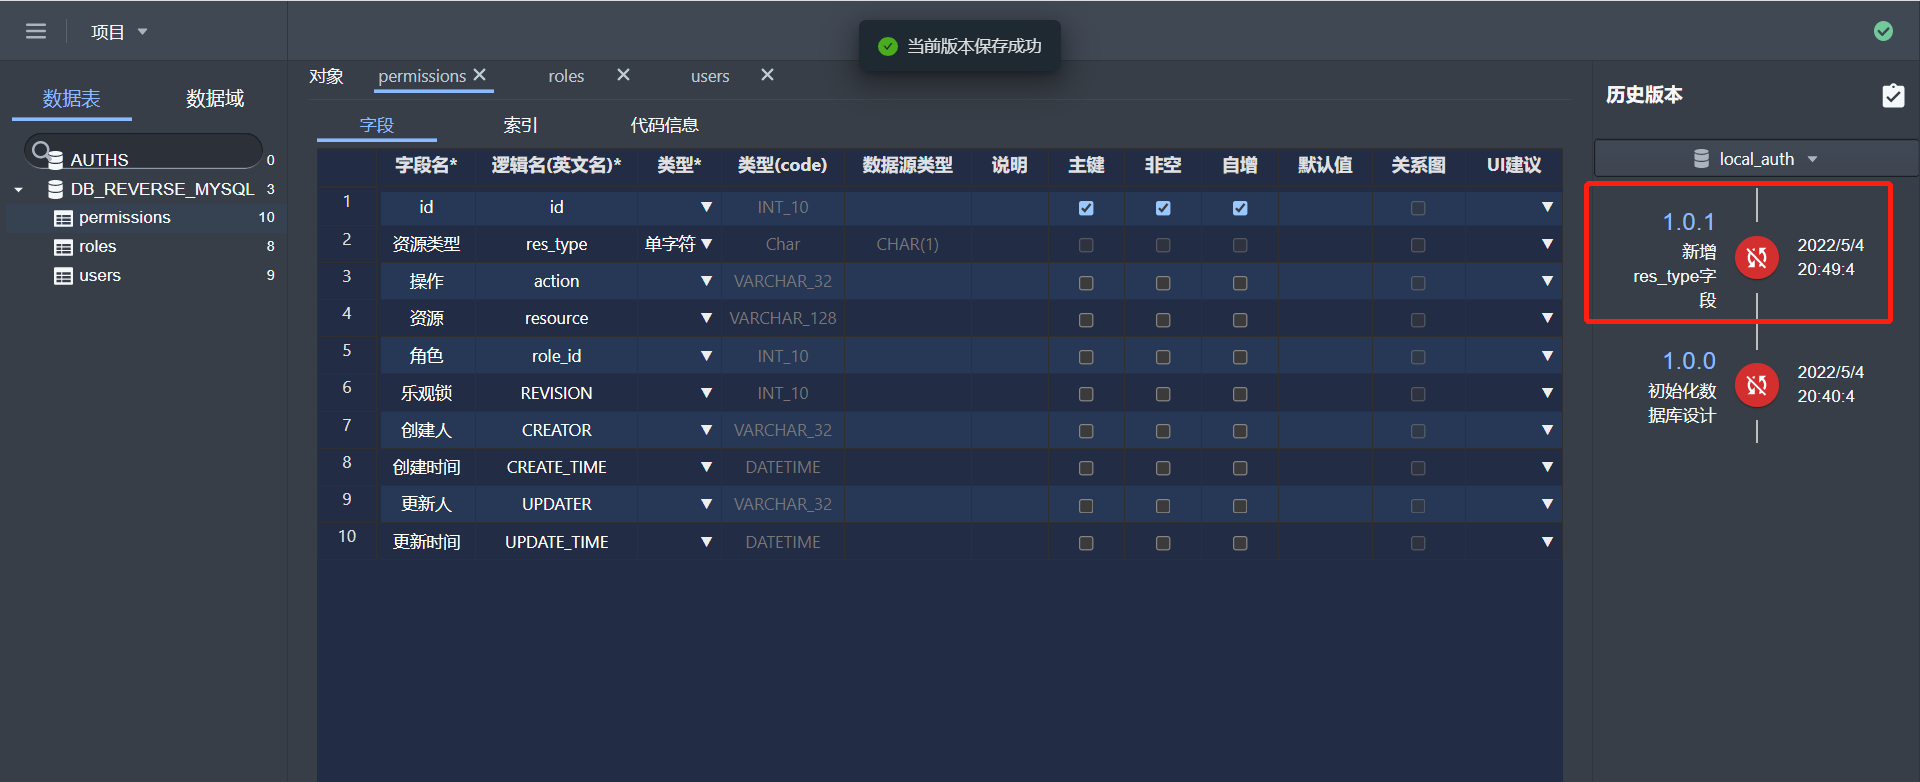 项目
当前版本保存成功
数据表 数据域
AUTHS 0
DB_REVERSE_MYSQL 3
permissions 10
roles 8
users 9
对象 permissions roles users
字段 索引 代码信息
字段名* 逻辑名(英文名)* 类型* 类型(code) 数据源类型 说明 主键 非空 自增 默认值 关系图 UI建议
1 id id INT_10
2 资源类型 res_type 单字符 Char CHAR(1)
3 操作 action VARCHAR_32
4 资源 resource VARCHAR_128
5 角色 role_id INT_10
6 乐观锁 REVISION INT_10
7 创建人 CREATOR VARCHAR_32
8 创建时间 CREATE_TIME DATETIME
9 更新人 UPDATER VARCHAR_32
10 更新时间 UPDATE_TIME DATETIME
历史版本
local_auth
1.0.1
新增
res_type字
段
2022/5/4
20:49:4
1.0.0
初始化数
据库设计
2022/5/4
20:40:4